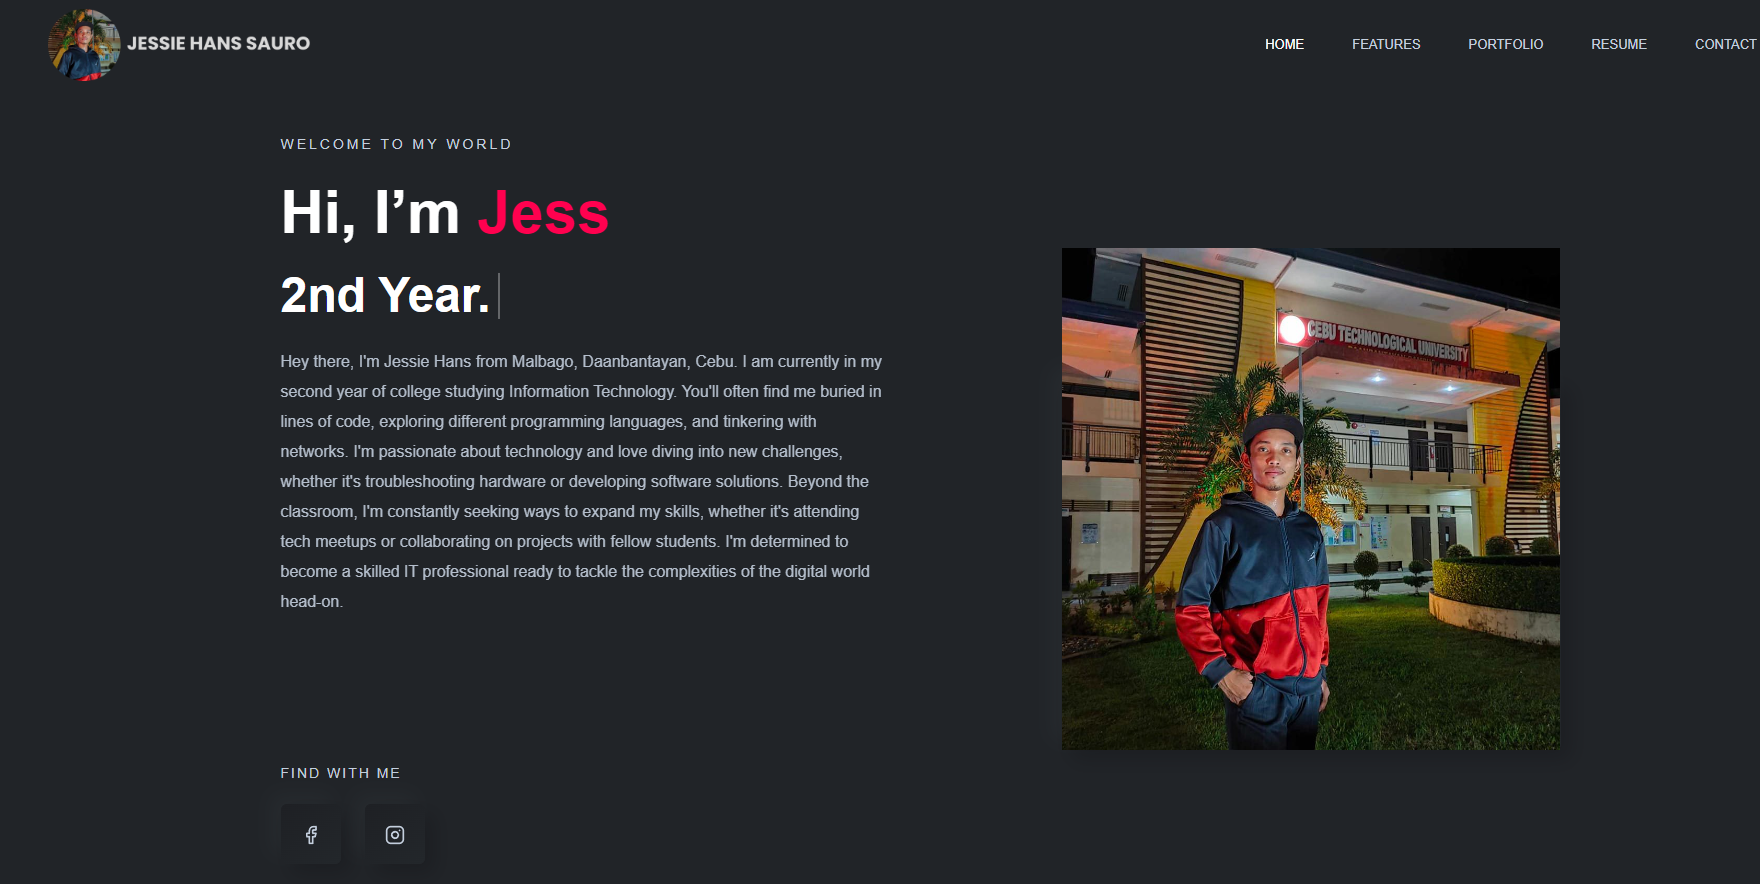 JESSIE HANS SAURO
HOME
FEATURES
PORTFOLIO
RESUME
CONTACT
WELCOME TO MY WORLD
Hi, I’m Jess
2nd Year.
Hey there, I'm Jessie Hans from Malbago, Daanbantayan, Cebu. I am currently in my
second year of college studying Information Technology. You'll often find me buried in
lines of code, exploring different programming languages, and tinkering with
networks. I'm passionate about technology and love diving into new challenges,
whether it's troubleshooting hardware or developing software solutions. Beyond the
classroom, I'm constantly seeking ways to expand my skills, whether it's attending
tech meetups or collaborating on projects with fellow students. I'm determined to
become a skilled IT professional ready to tackle the complexities of the digital world
head-on.
CEBU TECHNOLOGICAL UNIVERSITY
FIND WITH ME